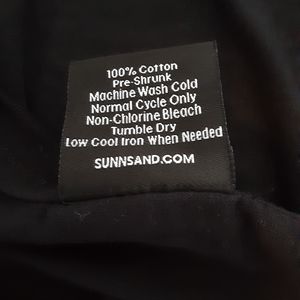 100% Cotton
Pre-Shrunk
Machine Wash Cold
Normal Cycle Only
Non-Chlorine Bleach
Tumble Dry
Low Cool Iron When Needed
SUNNSAND.COM